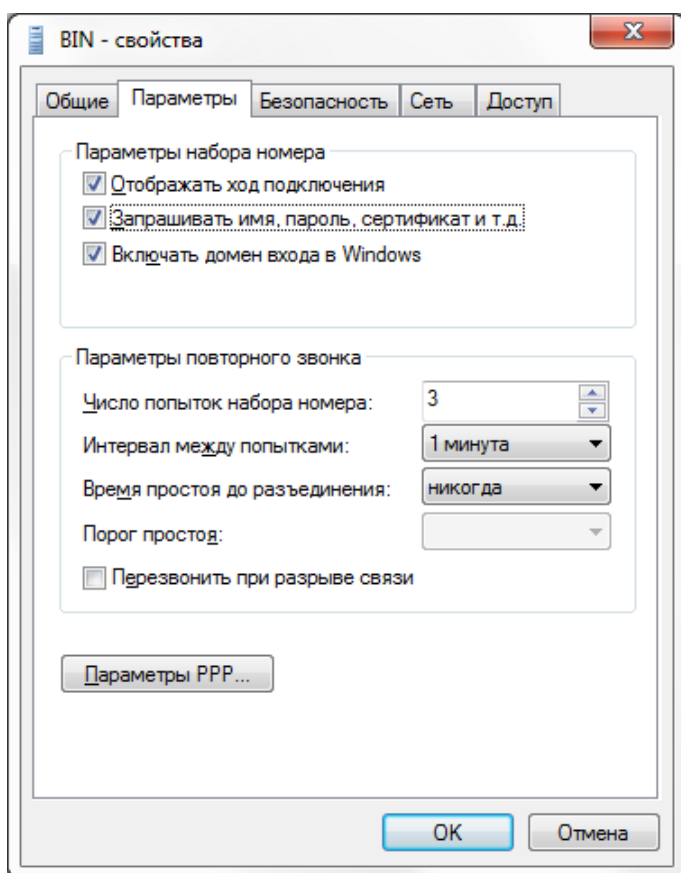 BIN - свойства
Общие Параметры Безопасность Сеть Доступ
Параметры набора номера
Отображать ход подключения
Запрашивать имя, пароль, сертификат и т.д.
Включать домен входа в Windows
Параметры повторного звонка
Число попыток набора номера: 3
Интервал между попытками: 1 минута
Время простоя до разъединения: никогда
Порог простоя:
Перезвонить при разрыве связи
Параметры PPP...
OK Отмена